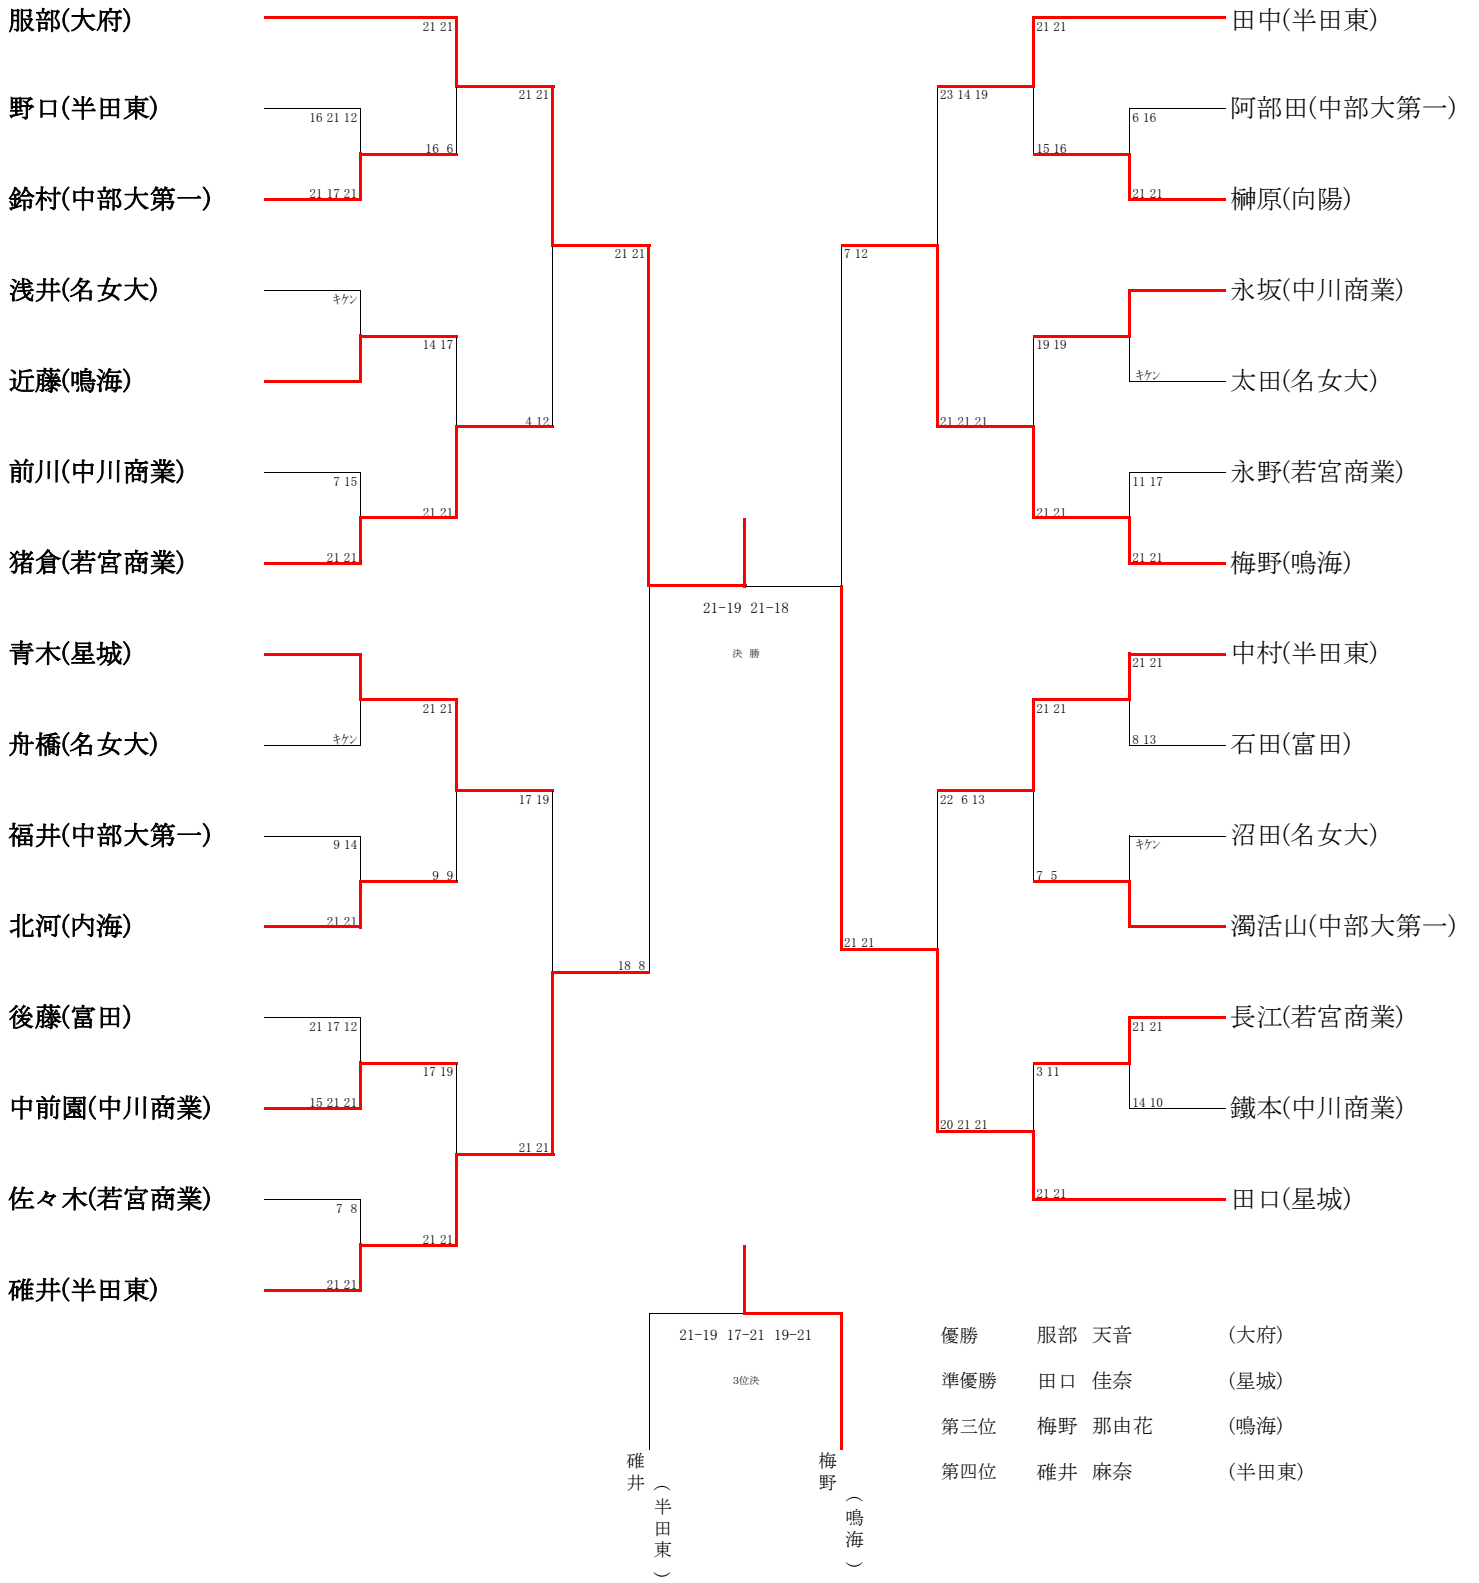 服部(大府)
21 21
21 21
野口(半田東)
16 21 12
16 6
鈴村(中部大第一)
21 17 21
21 21
浅井(名女大)
キケン
14 17
近藤(鳴海)
4 12
前川(中川商業)
7 15
21 21
猪倉(若宮商業)
21 21
青木(星城)
21 21
舟橋(名女大)
キケン
17 19
福井(中部大第一)
9 14
9 9
北河(内海)
21 21
18 8
後藤(富田)
21 17 12
17 19
中前園(中川商業)
15 21 21
21 21
佐々木(若宮商業)
7 8
21 21
碓井(半田東)
21 21
21-19 21-18
決 勝
田中(半田東)
21 21
23 14 19
阿部田(中部大第一)
6 16
15 16
榊原(向陽)
21 21
7 12
永坂(中川商業)
19 19
太田(名女大)
キケン
21 21 21
永野(若宮商業)
11 17
21 21
梅野(鳴海)
21 21
中村(半田東)
21 21
21 21
石田(富田)
8 13
22 6 13
沼田(名女大)
キケン
7 5
濁活山(中部大第一)
21 21
長江(若宮商業)
21 21
3 11
鐵本(中川商業)
14 10
20 21 21
田口(星城)
21 21
21-19 17-21 19-21
3位決
碓井
(半田東)
梅野
(鳴海)
優勝 服部 天音 (大府)
準優勝 田口 佳奈 (星城)
第三位 梅野 那由花 (鳴海)
第四位 碓井 麻奈 (半田東)